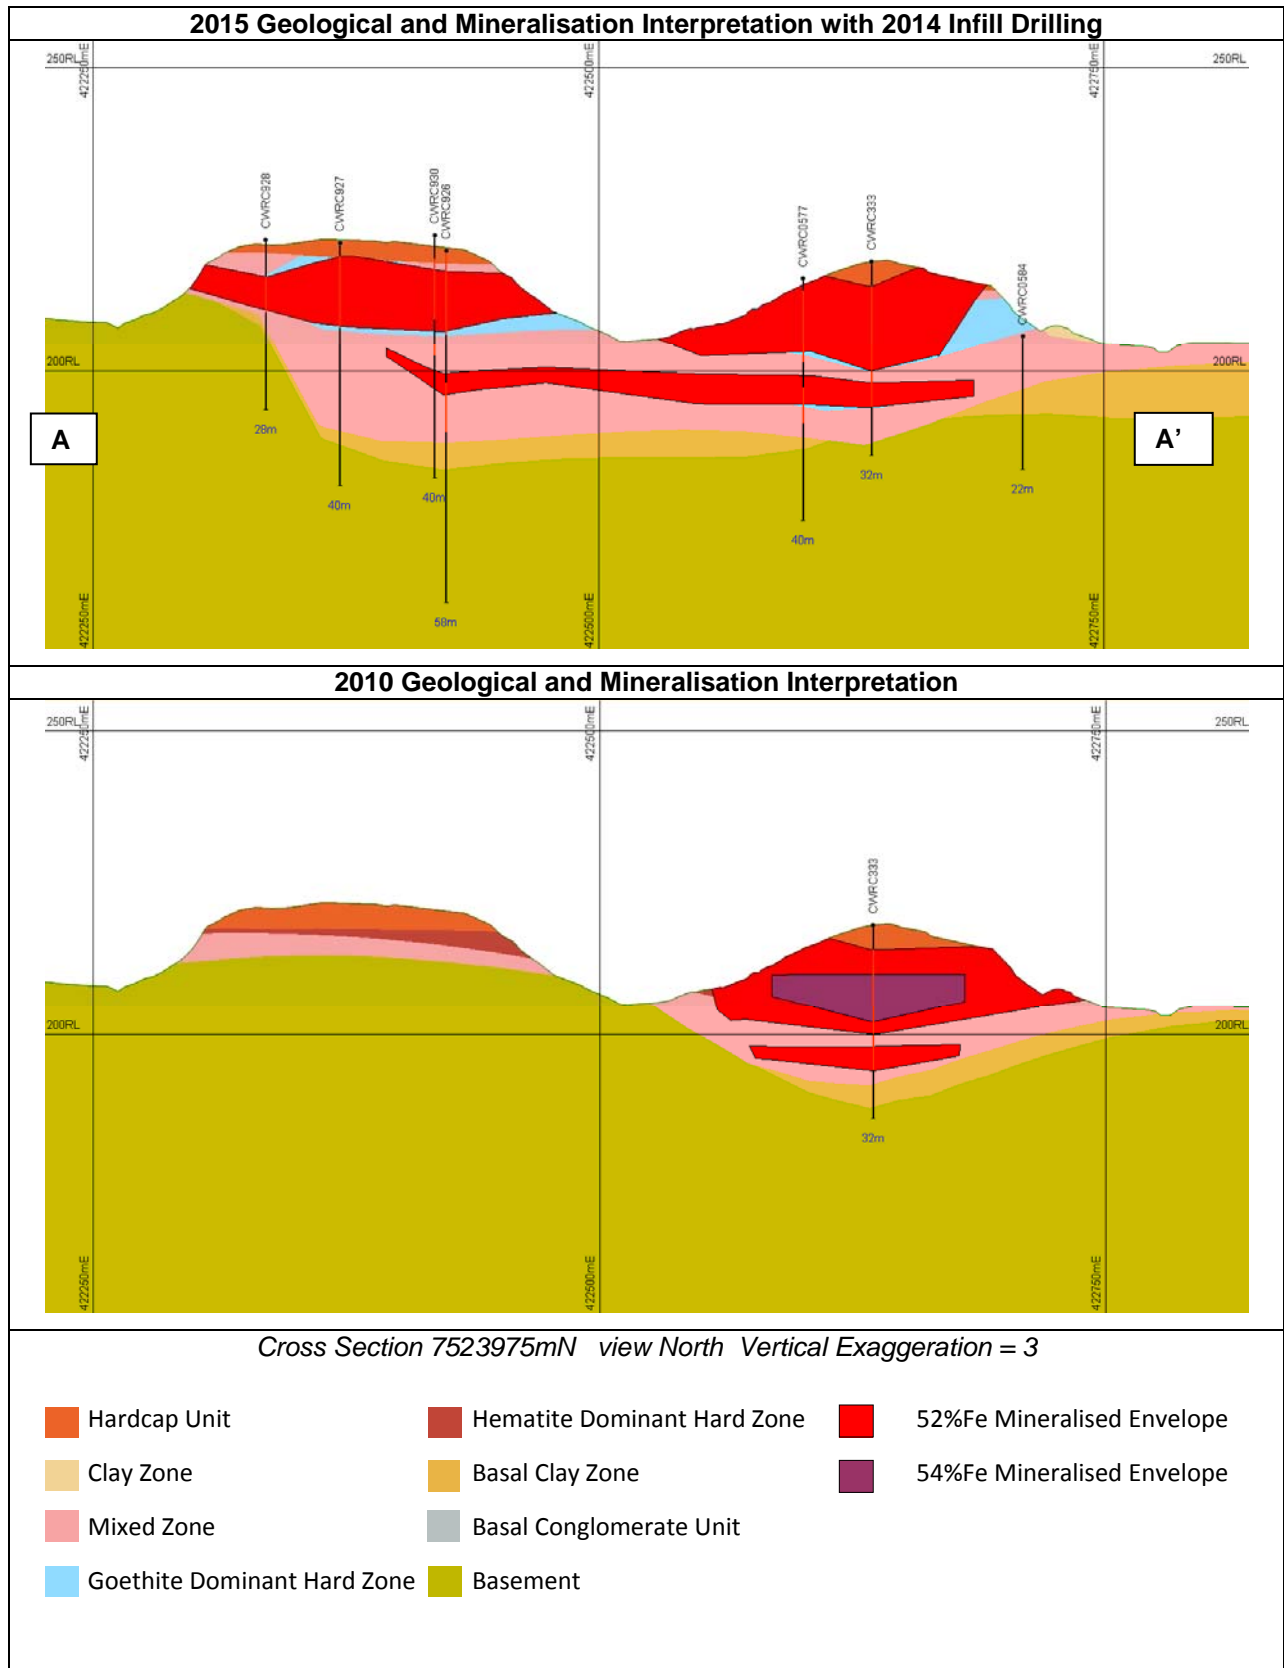 2015 Geological and Mineralisation Interpretation with 2014 Infill Drilling
250RL
422250mE
422500mE
422750mE
250RL
CWRC928
CWRC927
CWRC930
CWRC926
CWRC0577
CWRC333
CWRC0584
200RL
200RL
A
A’
28m
40m
40m
58m
40m
32m
22m
422250mE
422500mE
422750mE
2010 Geological and Mineralisation Interpretation
250RL
422250mE
422500mE
422750mE
250RL
CWRC333
200RL
200RL
32m
422250mE
422500mE
422750mE
Cross Section 7523975mN view North Vertical Exaggeration = 3
Hardcap Unit
Hematite Dominant Hard Zone
52%Fe Mineralised Envelope
Clay Zone
Basal Clay Zone
54%Fe Mineralised Envelope
Mixed Zone
Basal Conglomerate Unit
Goethite Dominant Hard Zone
Basement